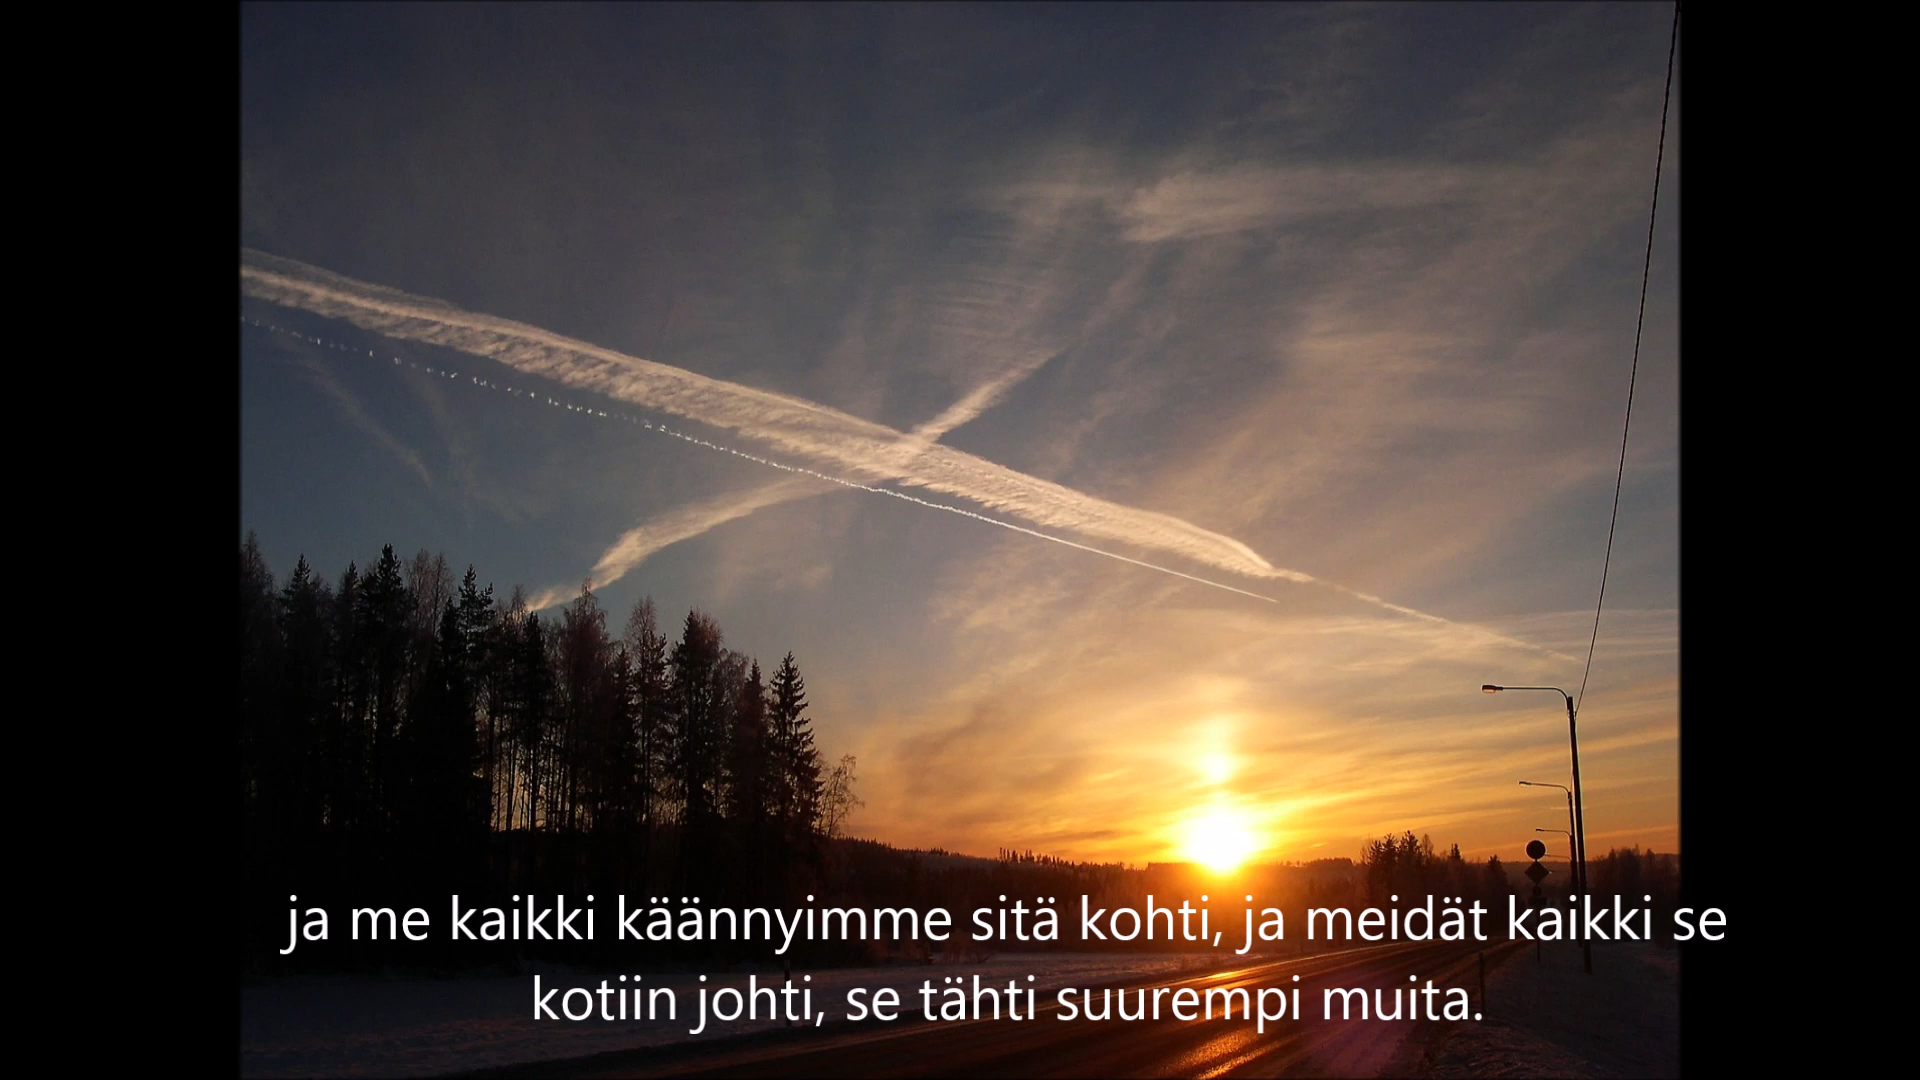 ja me kaikki käännyimme sitä kohti, ja meidät kaikki se
kotiin johti, se tähti suurempi muita.